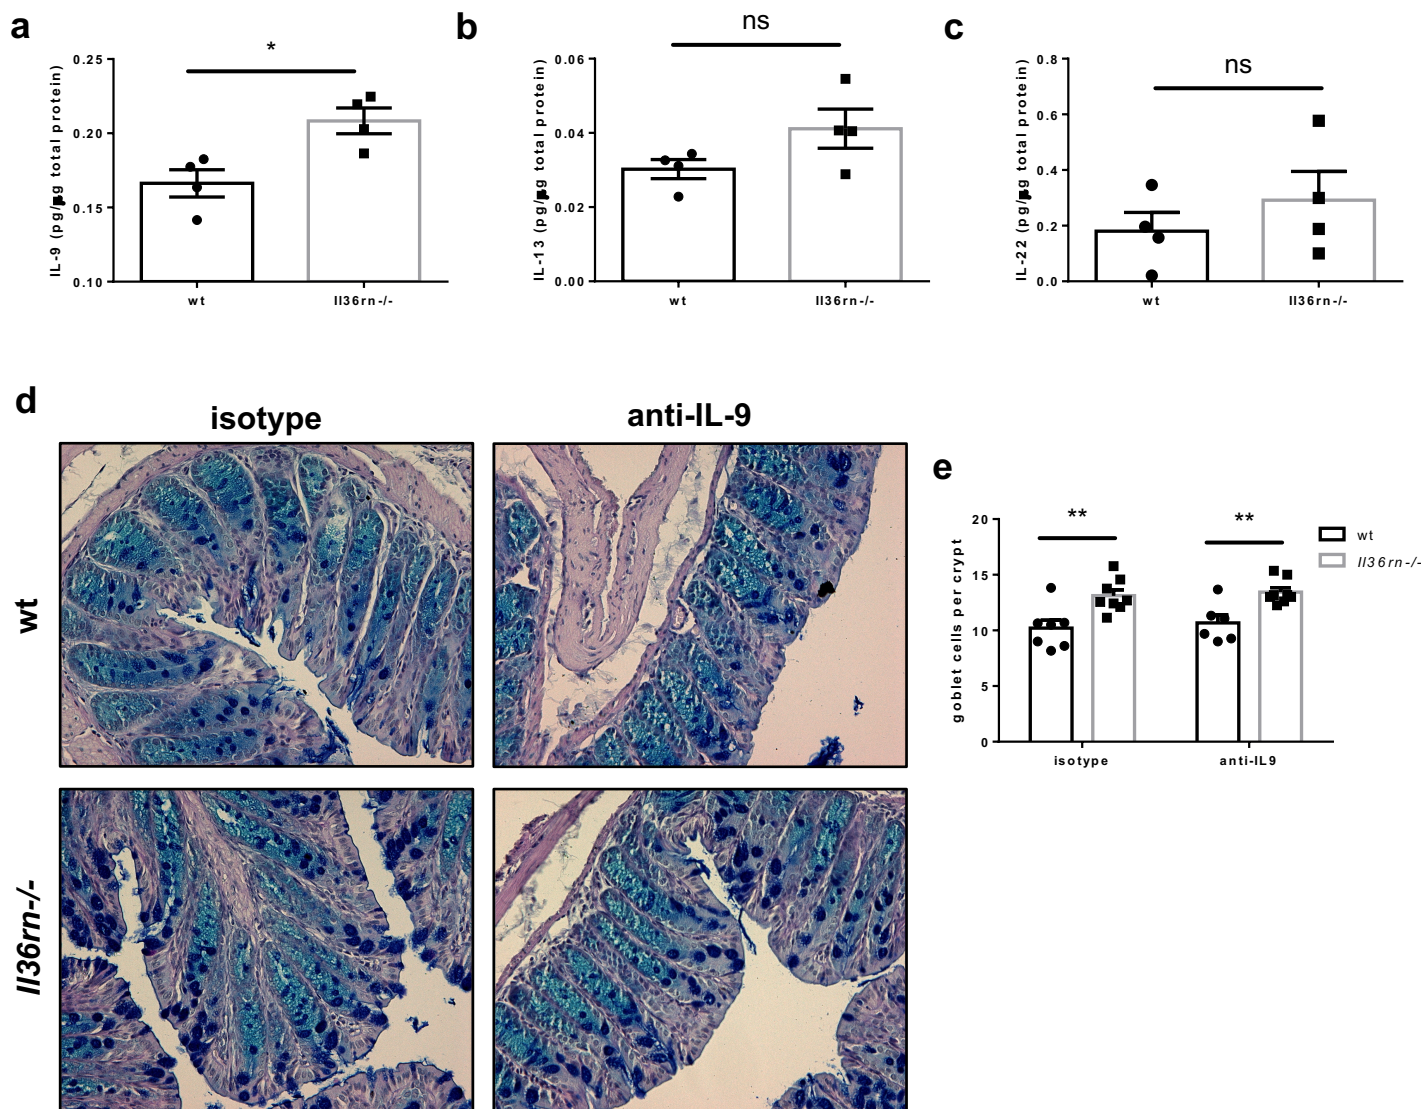 a
*
IL-9 (pg/µg total protein)
0.25
0.20
0.15
0.10
wt
Il36rn-/-
b
ns
IL-13 (pg/µg total protein)
0.06
0.04
0.02
0.00
wt
Il36rn-/-
c
ns
IL-22 (pg/µg total protein)
0.8
0.6
0.4
0.2
0.0
wt
Il36rn-/-
d
isotype
anti-IL-9
wt
Il36rn-/-
e
goblet cells per crypt
20
15
10
5
0
**
**
wt
Il36rn-/-
isotype
anti-IL9